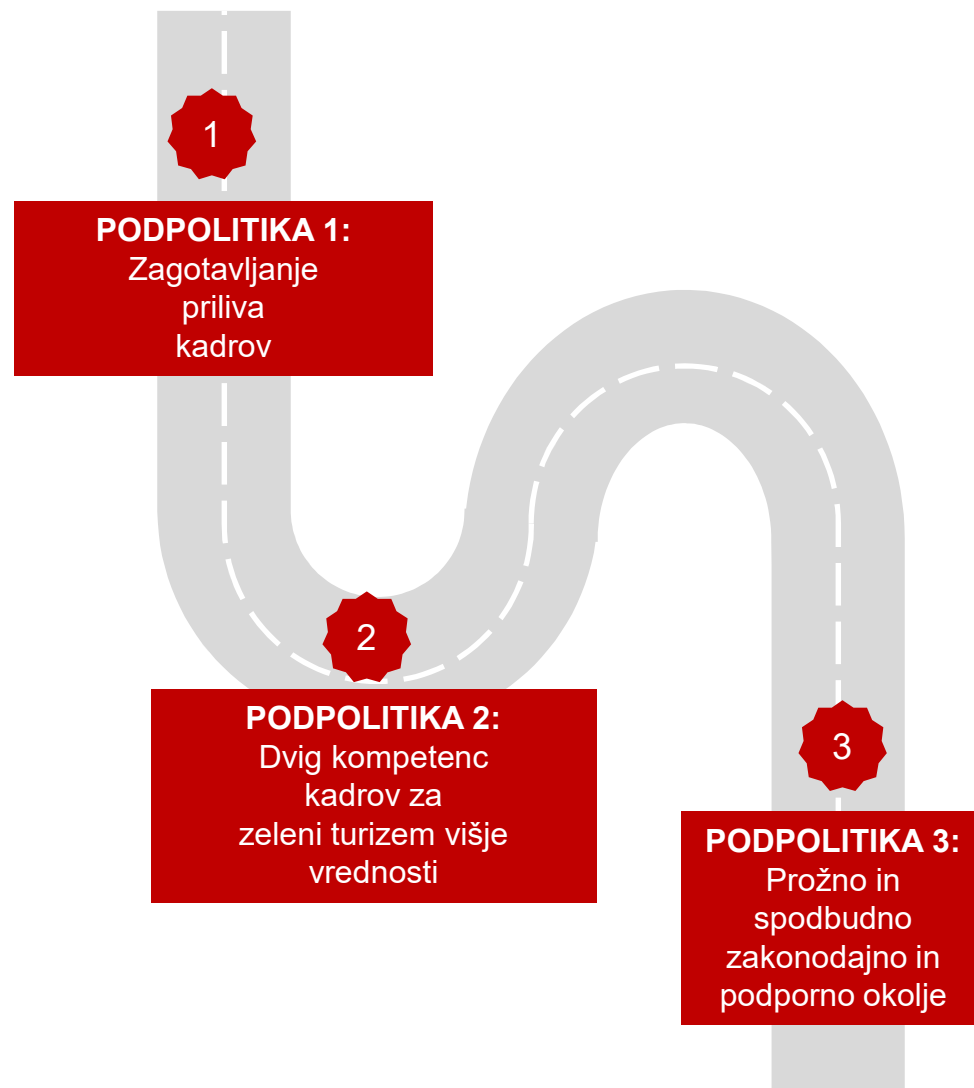 1
PODPOLITIKA 1:
Zagotavljanje
priliva
kadrov
2
PODPOLITIKA 2:
Dvig kompetenc
kadrov za
zeleni turizem višje
vrednosti
3
PODPOLITIKA 3:
Prožno in
spodbudno
zakonodajno in
podporno okolje